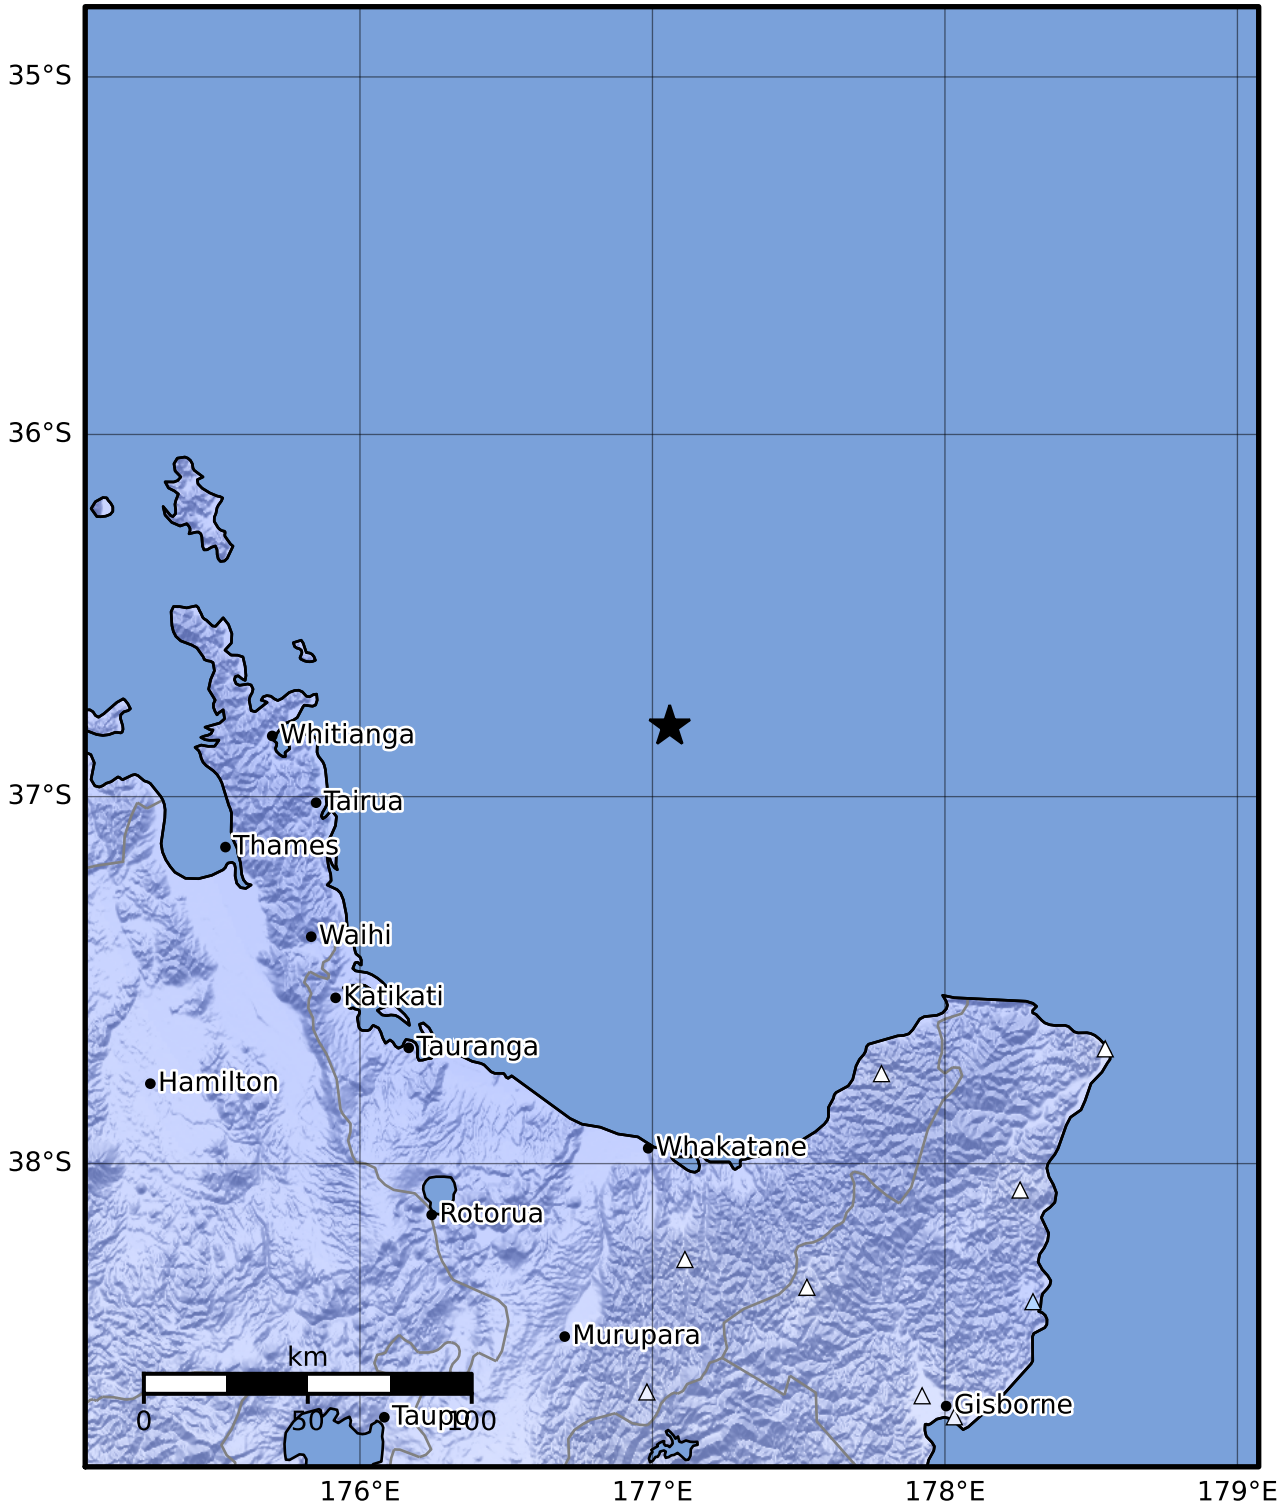 35°S
36°S
Whitianga
37°S
Tairua
Thames
Waihi
Katikati
Tauranga
Hamilton
Whakatane
38°S
Rotorua
Murupara
km
0 50 100
Taupo
Gisborne
176°E 177°E 178°E 179°E